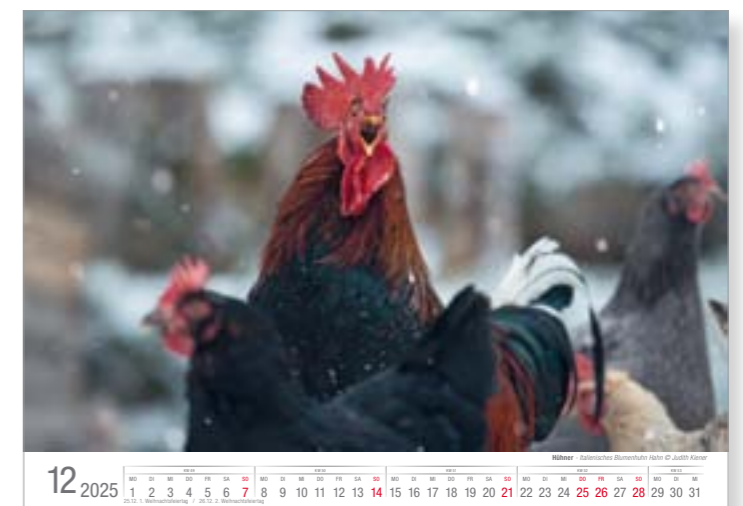 Hühner - Italienisches Blumenhuhn Hahn © Judith Kiener
12 2025
MO DI MI DO FR SA SO MO DI MI DO FR SA SO MO DI MI DO FR SA SO MO DI MI DO FR SA SO MO DI MI
1 2 3 4 5 6 7 8 9 10 11 12 13 14 15 16 17 18 19 20 21 22 23 24 25 26 27 28 29 30 31
25.12. 1. Weihnachtsfeiertag / 26.12. 2. Weihnachtsfeiertag